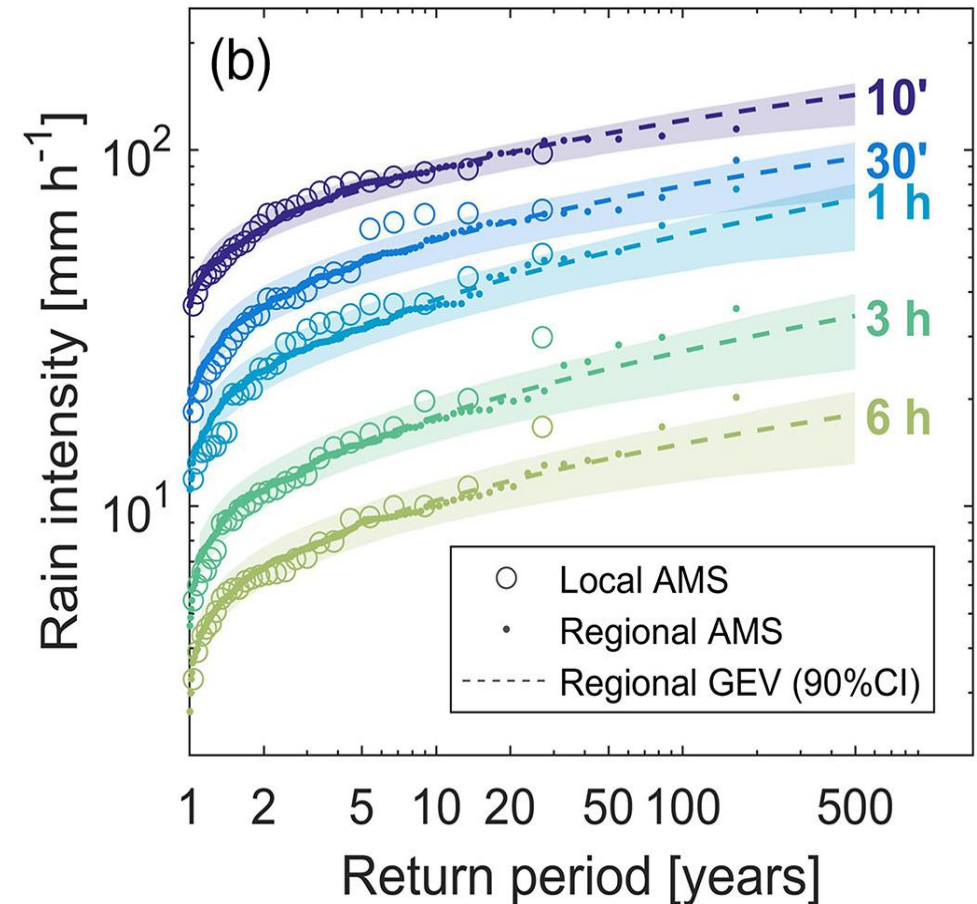 (b)
Rain intensity [mm h⁻¹]
10²
10¹
10'
30'
1 h
3 h
6 h
Local AMS
Regional AMS
Regional GEV (90%CI)
1 2 5 10 20 50 100 500
Return period [years]